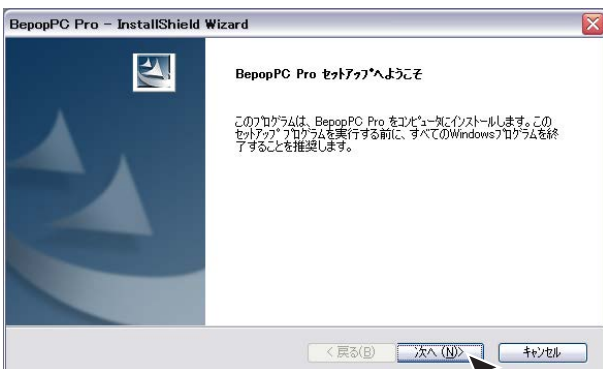 BepopPC Pro - InstallShield Wizard
BepopPC Pro ｾｯﾄｱｯﾌﾟへようこそ
このﾌﾟﾛｸﾞﾗﾑは、BepopPC Pro をｺﾝﾋﾟｭｰﾀにインストールします。この
ｾｯﾄｱｯﾌﾟ ﾌﾟﾛｸﾞﾗﾑを実行する前に、すべてのWindowsﾌﾟﾛｸﾞﾗﾑを終
了することを推奨します。
< 戻る(B) 次へ (N)> ｷｬﾝｾﾙ